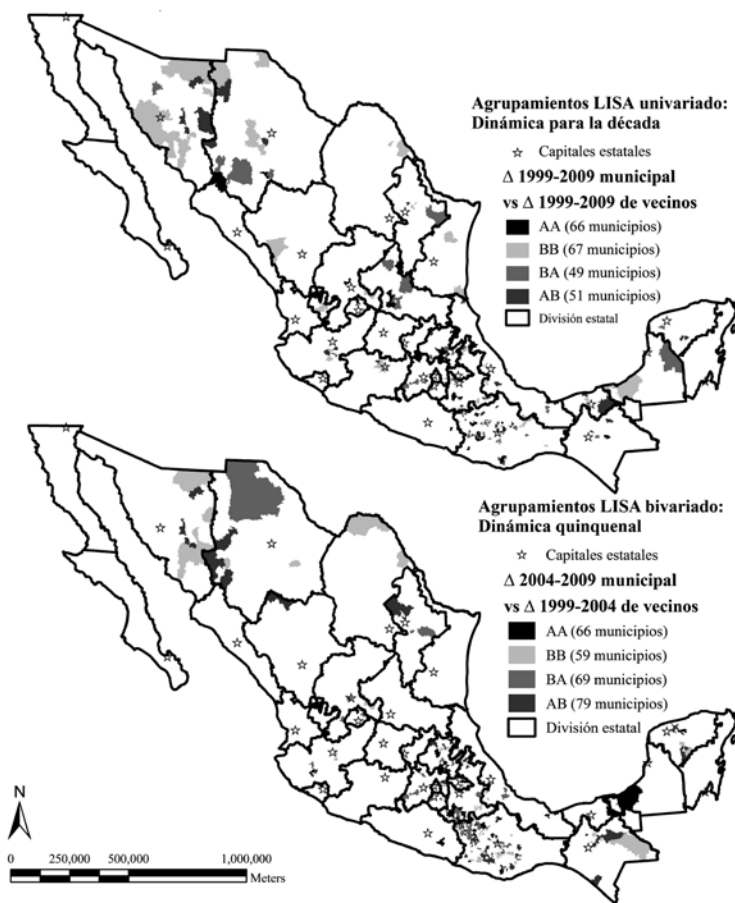 Agrupamientos LISA univariado:
Dinámica para la década
☆ Capitales estatales
Δ 1999-2009 municipal
vs Δ 1999-2009 de vecinos
AA (66 municipios)
BB (67 municipios)
BA (49 municipios)
AB (51 municipios)
División estatal
Agrupamientos LISA bivariado:
Dinámica quinquenal
☆ Capitales estatales
Δ 2004-2009 municipal
vs Δ 1999-2004 de vecinos
AA (66 municipios)
BB (59 municipios)
BA (69 municipios)
AB (79 municipios)
División estatal
N
0 250,000 500,000 1,000,000
Meters